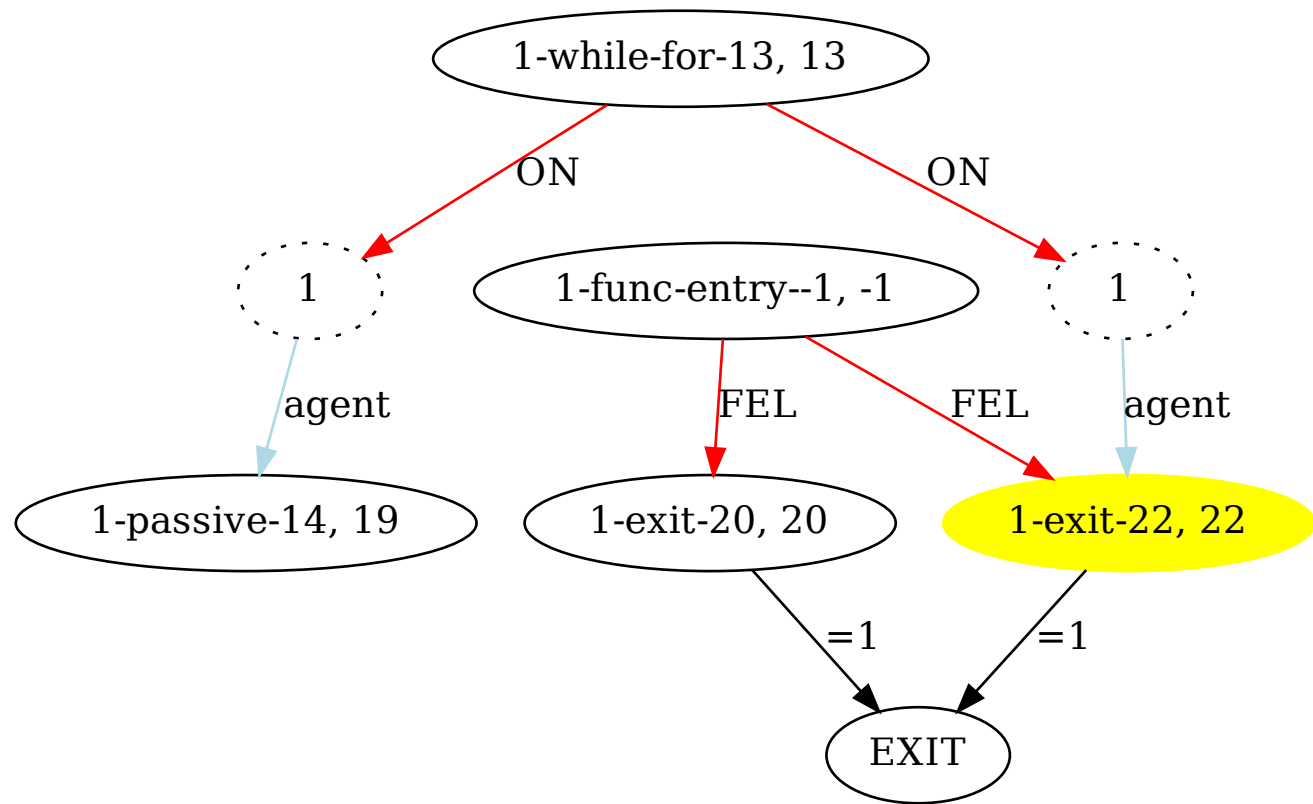 1-while-for-13, 13
ON
ON
1
1-func-entry--1, -1
1
agent
FEL
FEL
agent
1-passive-14, 19
1-exit-20, 20
1-exit-22, 22
=1
=1
EXIT